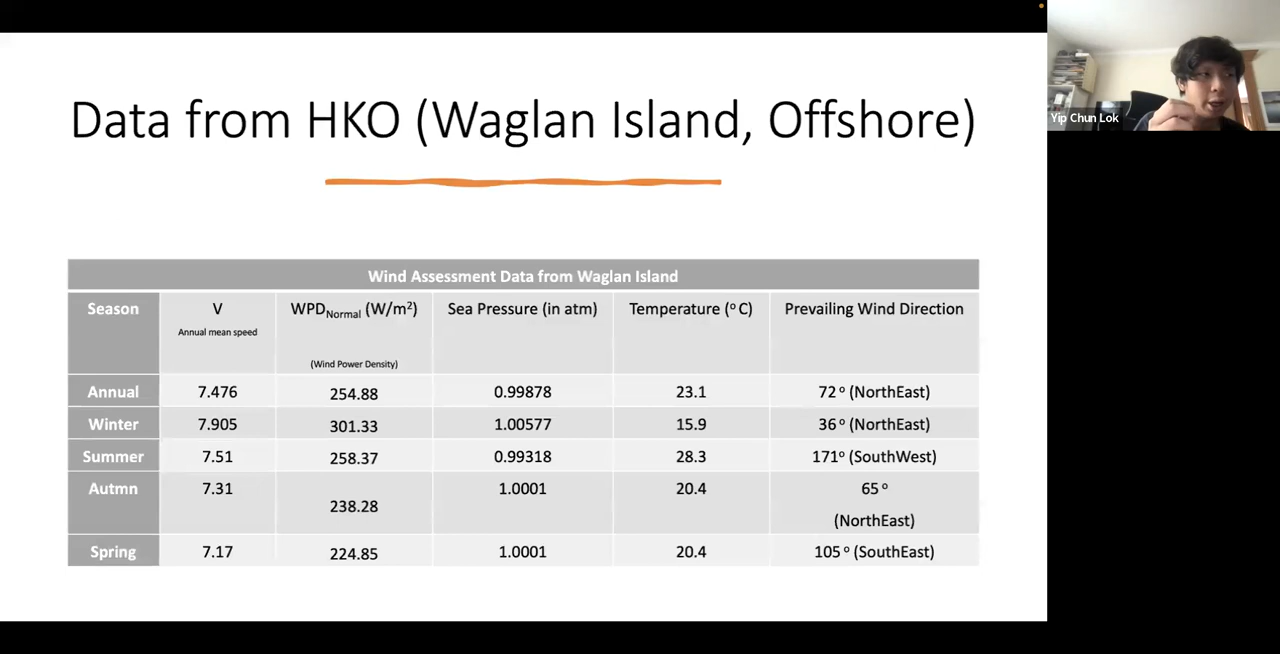 Data from HKO (Waglan Island, Offshore)
Yip Chun Lok
Wind Assessment Data from Waglan Island
Season V WPDNormal (W/m²) Sea Pressure (in atm) Temperature (º C) Prevailing Wind Direction
Annual mean speed
(Wind Power Density)
Annual 7.476 254.88 0.99878 23.1 72 º (NorthEast)
Winter 7.905 301.33 1.00577 15.9 36 º (NorthEast)
Summer 7.51 258.37 0.99318 28.3 171º (SouthWest)
Autmn 7.31 238.28 1.0001 20.4 65 º
(NorthEast)
Spring 7.17 224.85 1.0001 20.4 105 º (SouthEast)